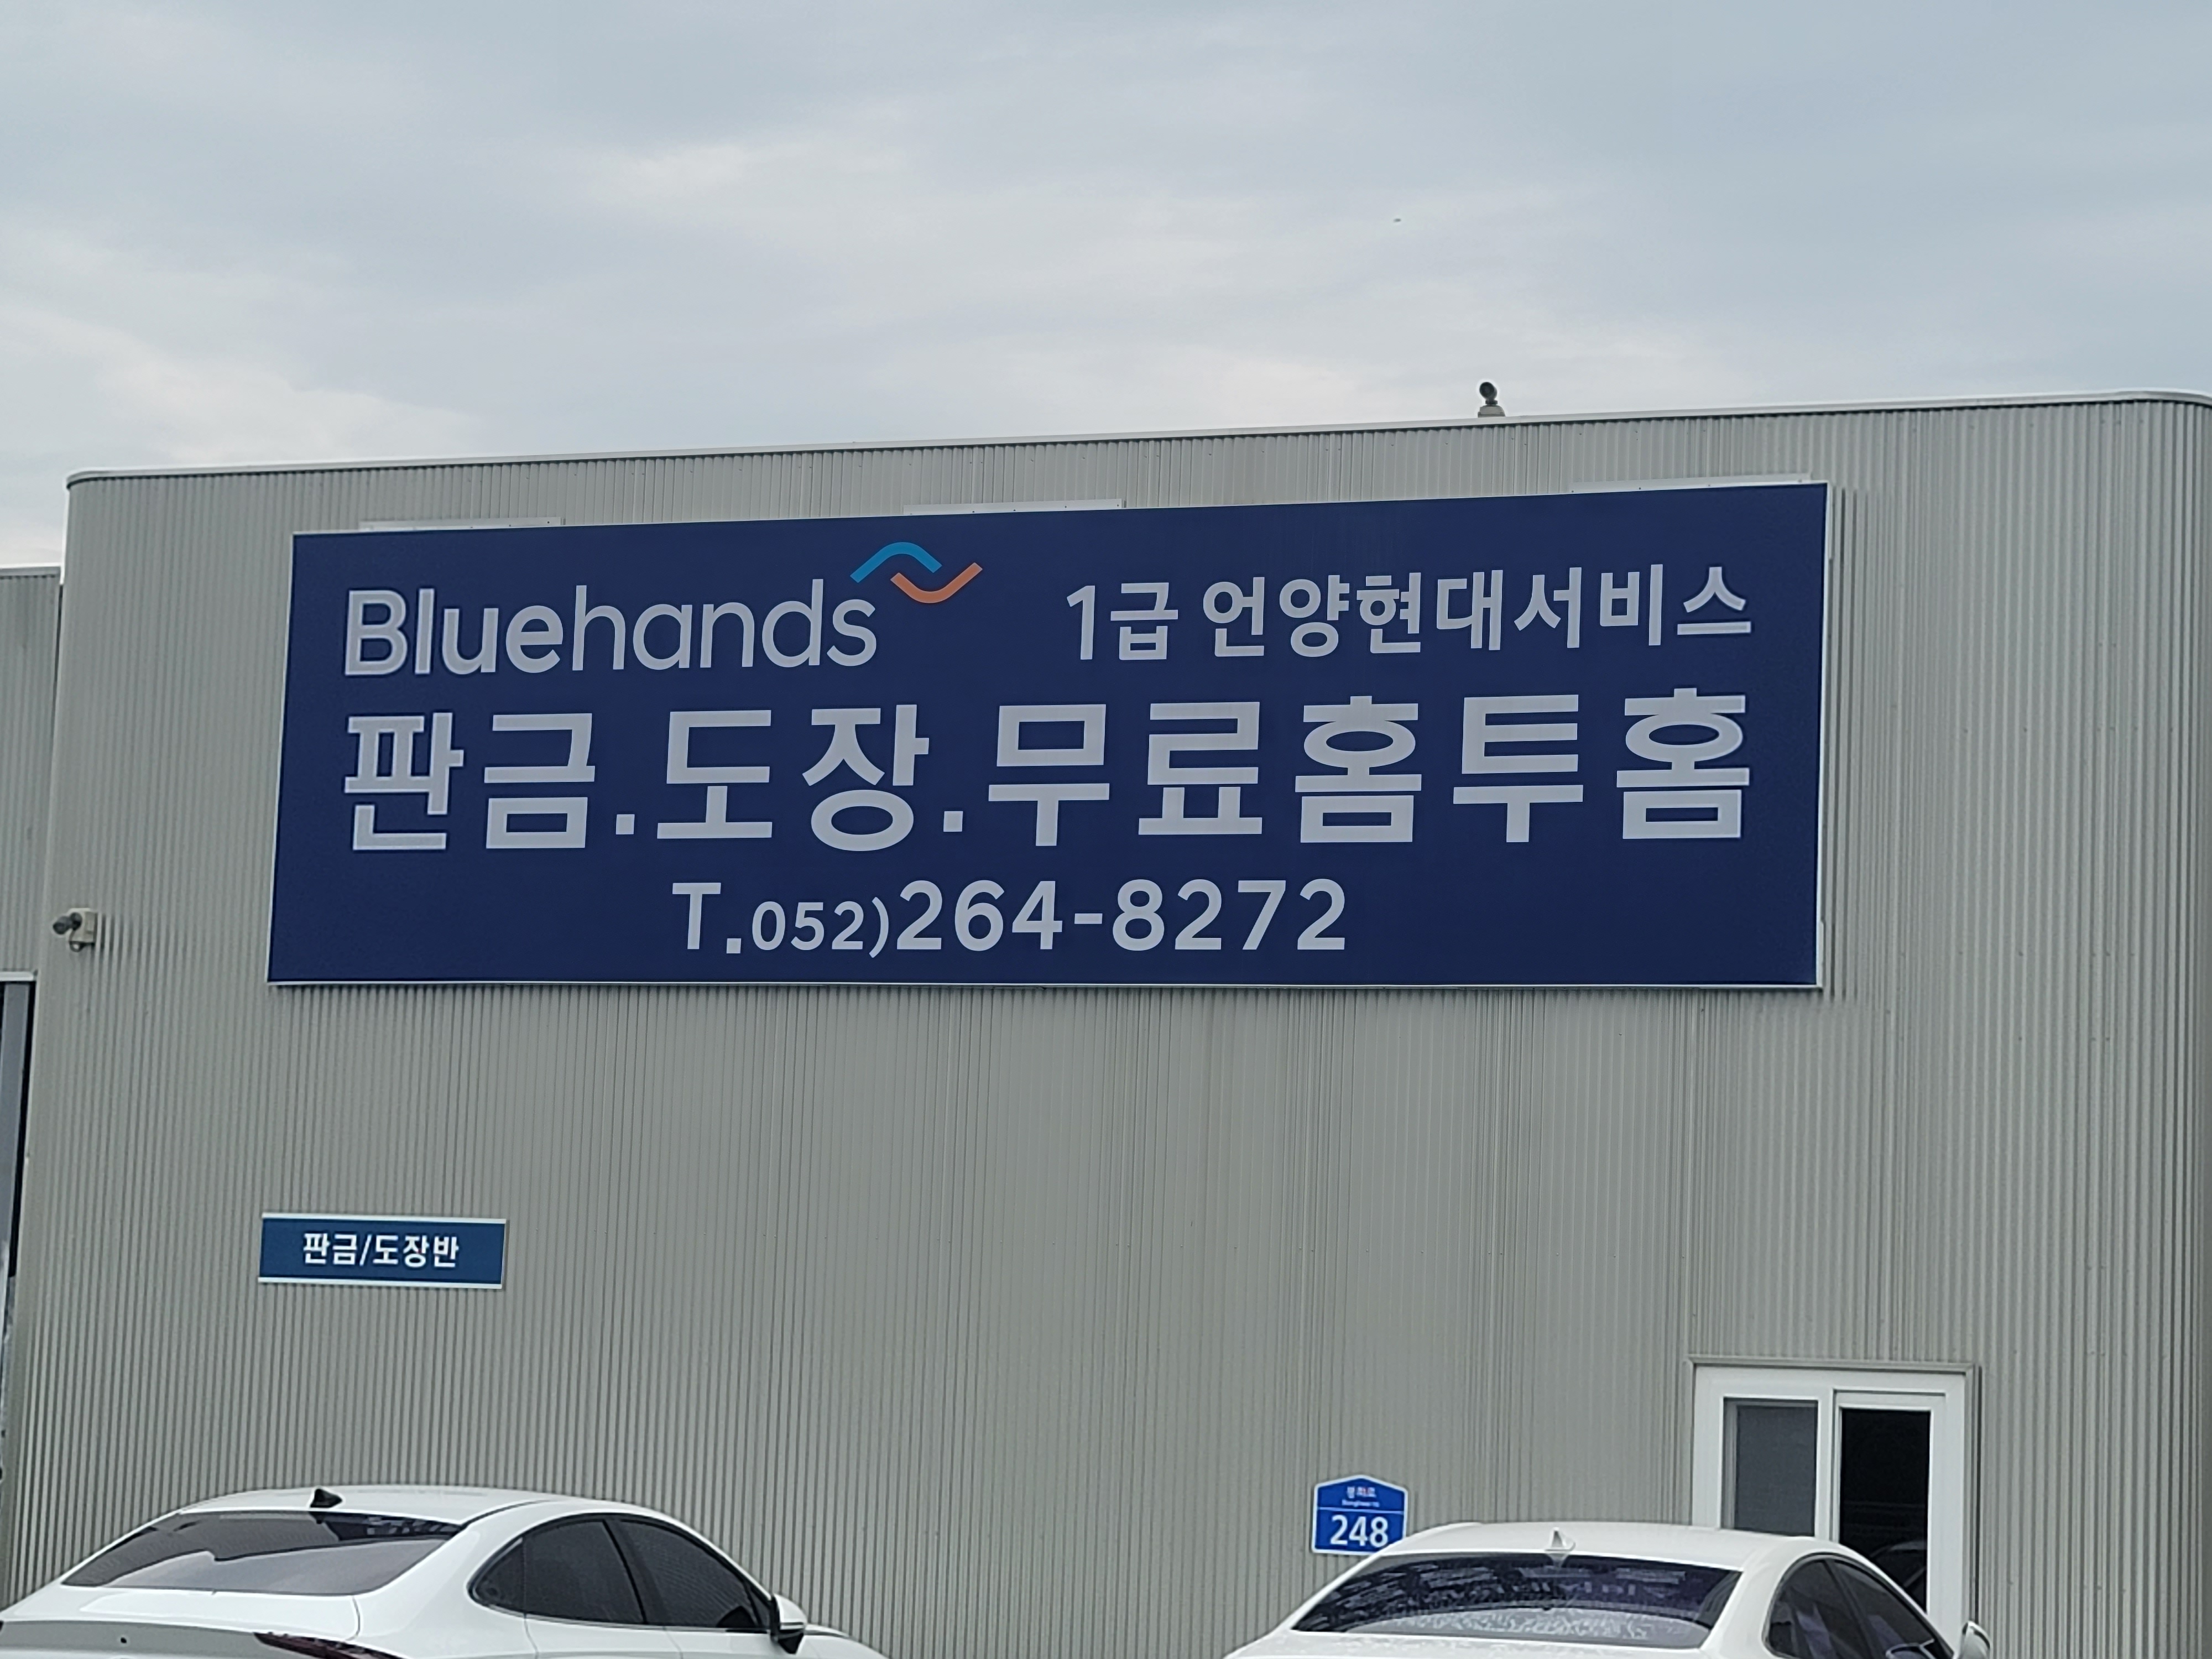 Bluehands 1급 언양현대서비스
판금.도장.무료홈투홈
T.052)264-8272
판금/도장반
248